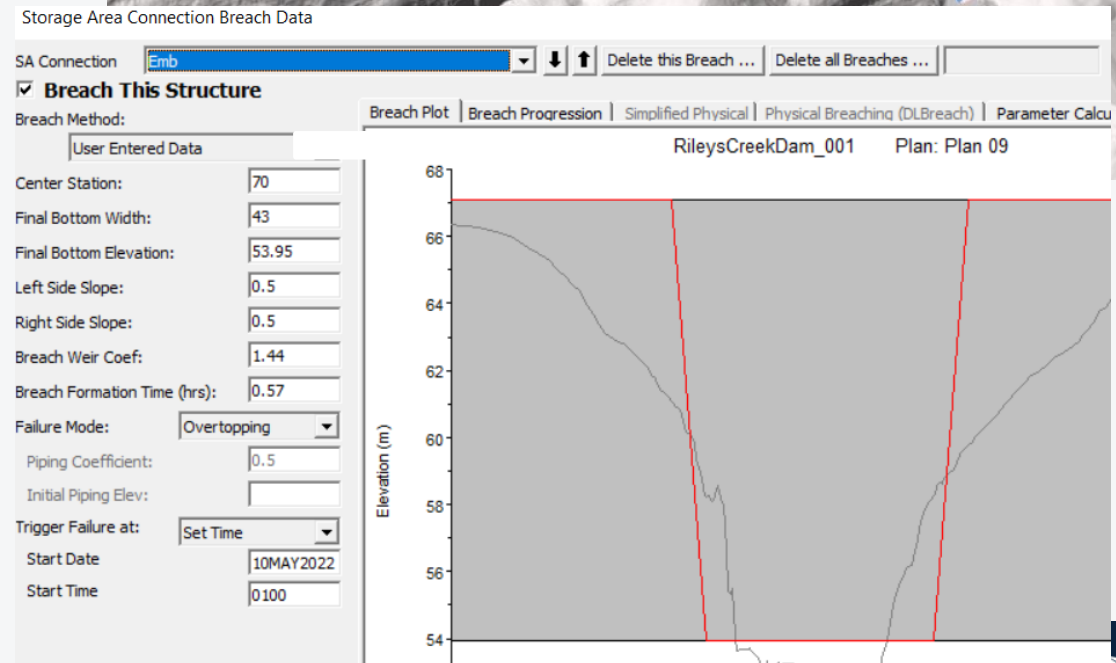 Storage Area Connection Breach Data
SA Connection Emb Delete this Breach ... Delete all Breaches ...
Breach This Structure
Breach Method:
User Entered Data
Center Station: 70
Final Bottom Width: 43
Final Bottom Elevation: 53.95
Left Side Slope: 0.5
Right Side Slope: 0.5
Breach Weir Coef: 1.44
Breach Formation Time (hrs): 0.57
Failure Mode: Overtopping
Piping Coefficient: 0.5
Initial Piping Elev:
Trigger Failure at: Set Time
Start Date 10MAY2022
Start Time 0100
Breach Plot Breach Progression Simplified Physical Physical Breaching (DLBreach) Parameter Calcu
RileysCreekDam_001 Plan: Plan 09
68
66
64
62
60
58
56
54
Elevation (m)